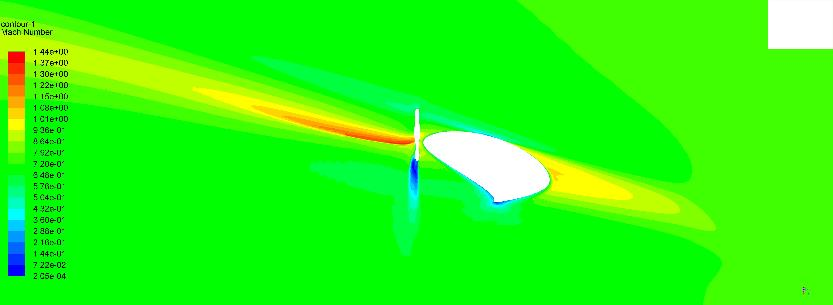 contour-1
Mach Number
1.44e+00
1.37e+00
1.30e+00
1.22e+00
1.15e+00
1.08e+00
1.01e+00
9.36e-01
8.64e-01
7.92e-01
7.20e-01
6.48e-01
5.76e-01
5.04e-01
4.32e-01
3.60e-01
2.88e-01
2.16e-01
1.44e-01
7.22e-02
2.05e-04